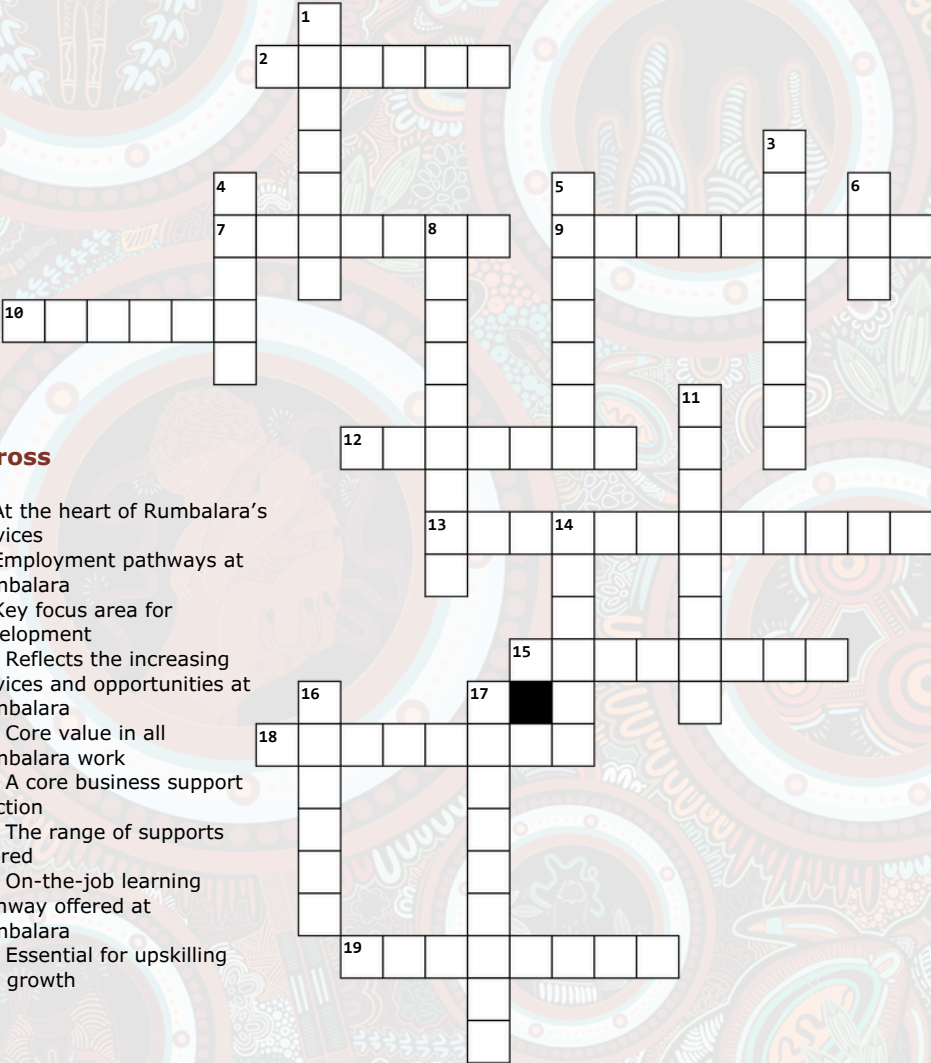 1
2
3
4 5 6
7 8 9
10
11
12
13 14
15
16 17
18
19
ross
At the heart of Rumbalara’s
vices
Employment pathways at
mbalara
Key focus area for
elopment
Reflects the increasing
vices and opportunities at
mbalara
Core value in all
mbalara work
A core business support
ction
The range of supports
red
On-the-job learning
hway offered at
mbalara
Essential for upskilling
growth